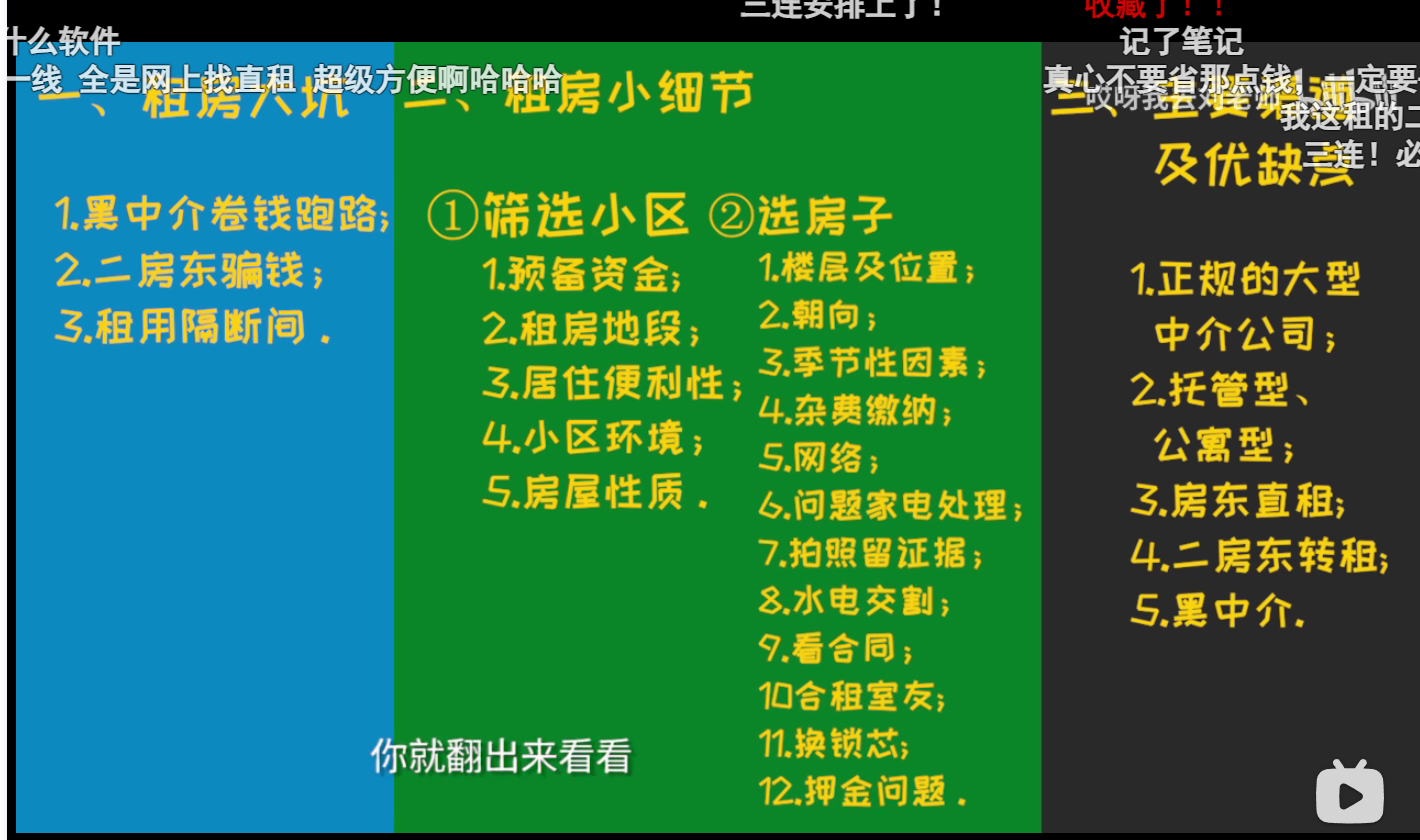 三连安排上了！
收藏了！！
什么软件
记了笔记
一线 全是网上找直租 超级方便啊哈哈哈
真心不要省那点钱，一定要
我这租的二
三连！必
一、租房大坑
1.黑中介卷钱跑路;
2.二房东骗钱;
3.租用隔断间.
二、租房小细节
①筛选小区
1.预备资金;
2.租房地段;
3.居住便利性;
4.小区环境;
5.房屋性质.
②选房子
1.楼层及位置;
2.朝向;
3.季节性因素;
4.杂费缴纳;
5.网络;
6.问题家电处理;
7.拍照留证据;
8.水电交割;
9.看合同;
10合租室友;
11.换锁芯;
12.押金问题.
三、主要渠道
及优缺点
1.正规的大型
中介公司;
2.托管型、
公寓型;
3.房东直租;
4.二房东转租;
5.黑中介.
你就翻出来看看